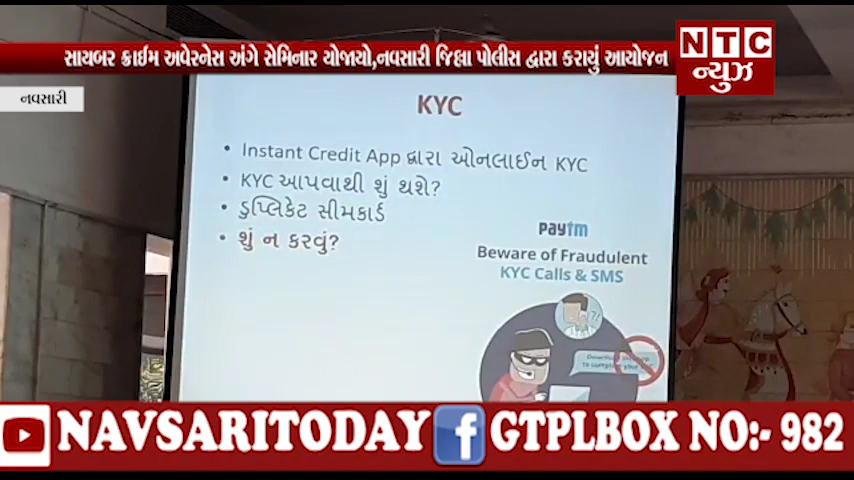 સાયબર ક્રાઈમ અવેરનેસ અંગે સેમિનાર યોજાયો,નવસારી જિલ્લા પોલીસ દ્વારા કરાયું આયોજન
NTC
ન્યુઝ
નવસારી
KYC
• Instant Credit App દ્વારા ઓનલાઈન KYC
• KYC આપવાથી શું થશે?
• ડુપ્લિકેટ સીમકાર્ડ
• શું ન કરવું?
paytm
Beware of Fraudulent
KYC Calls & SMS
NAVSARITODAY f GTPLBOX NO:- 982